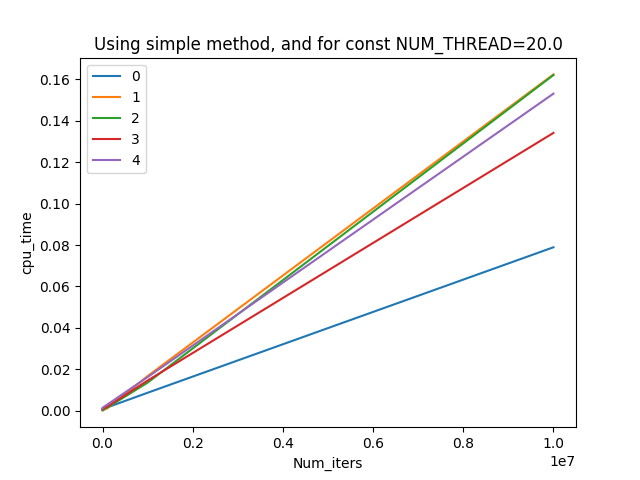 Using simple method, and for const NUM_THREAD=20.0
0
1
2
3
4
0.16
0.14
0.12
0.10
0.08
0.06
0.04
0.02
0.00
cpu_time
0.0 0.2 0.4 0.6 0.8 1.0
1e7
Num_iters